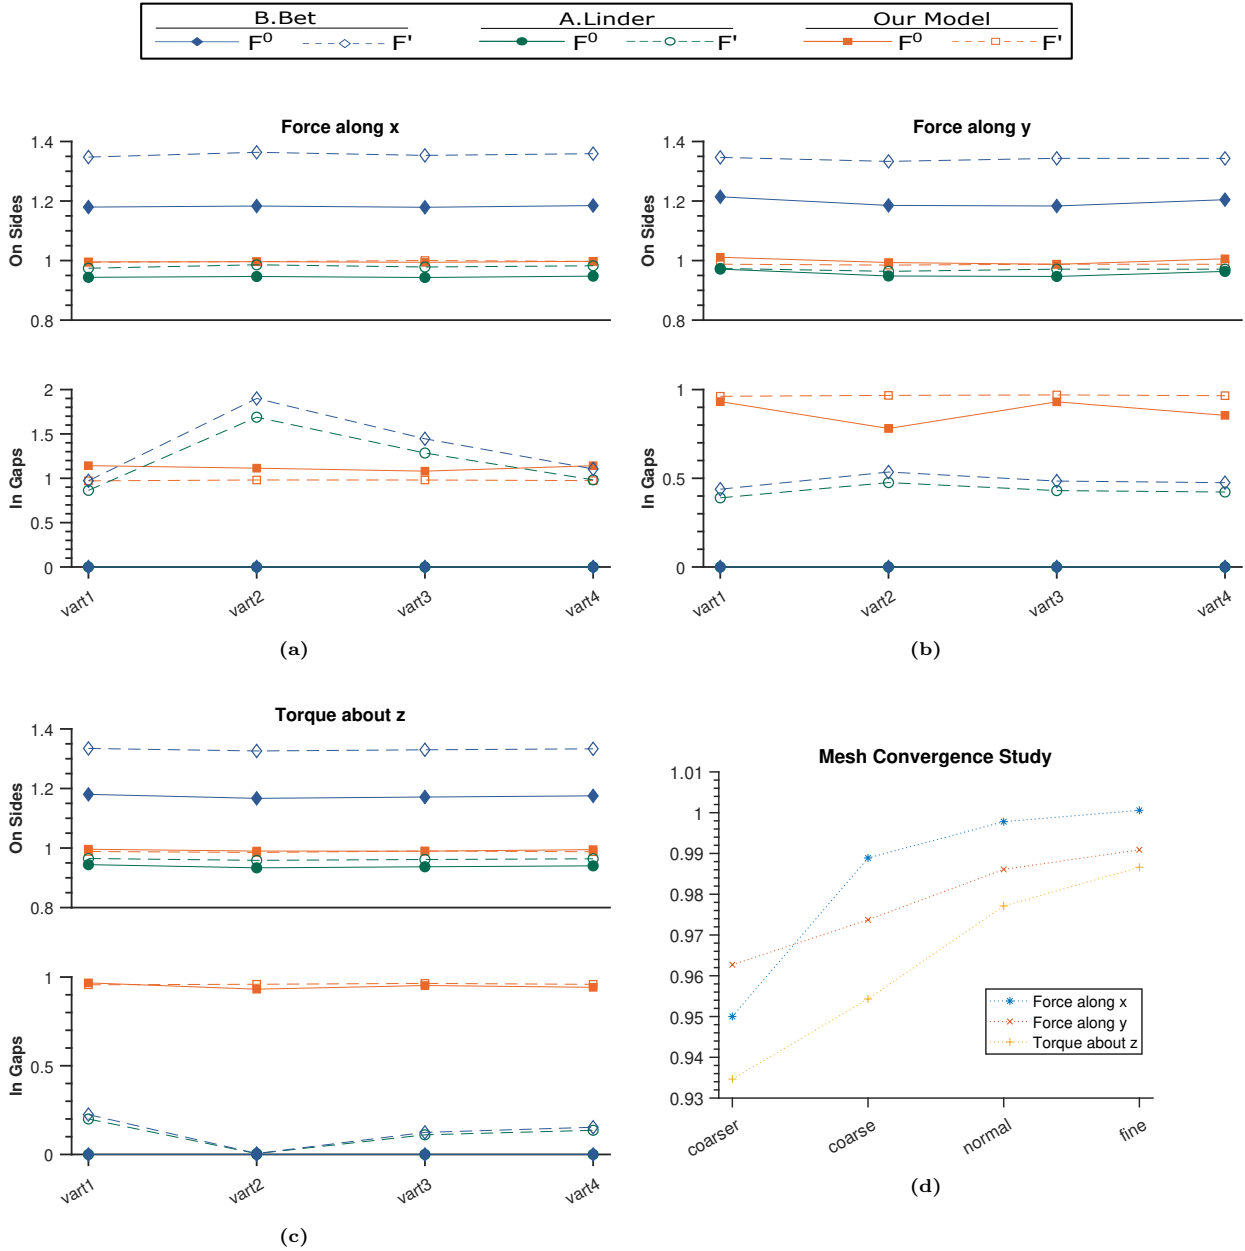 B.Bet A.Linder Our Model
F⁰ F' F⁰ F' F⁰ F'
Force along x
On Sides
1.4
1.2
1
0.8
In Gaps
2
1.5
1
0.5
0
vart1 vart2 vart3 vart4
(a)
Force along y
On Sides
1.4
1.2
1
0.8
In Gaps
1
0.5
0
vart1 vart2 vart3 vart4
(b)
Torque about z
On Sides
1.4
1.2
1
0.8
In Gaps
1
0.5
0
vart1 vart2 vart3 vart4
(c)
Mesh Convergence Study
1.01
1
0.99
0.98
0.97
0.96
0.95
0.94
0.93
Force along x
Force along y
Torque about z
coarser coarse normal fine
(d)